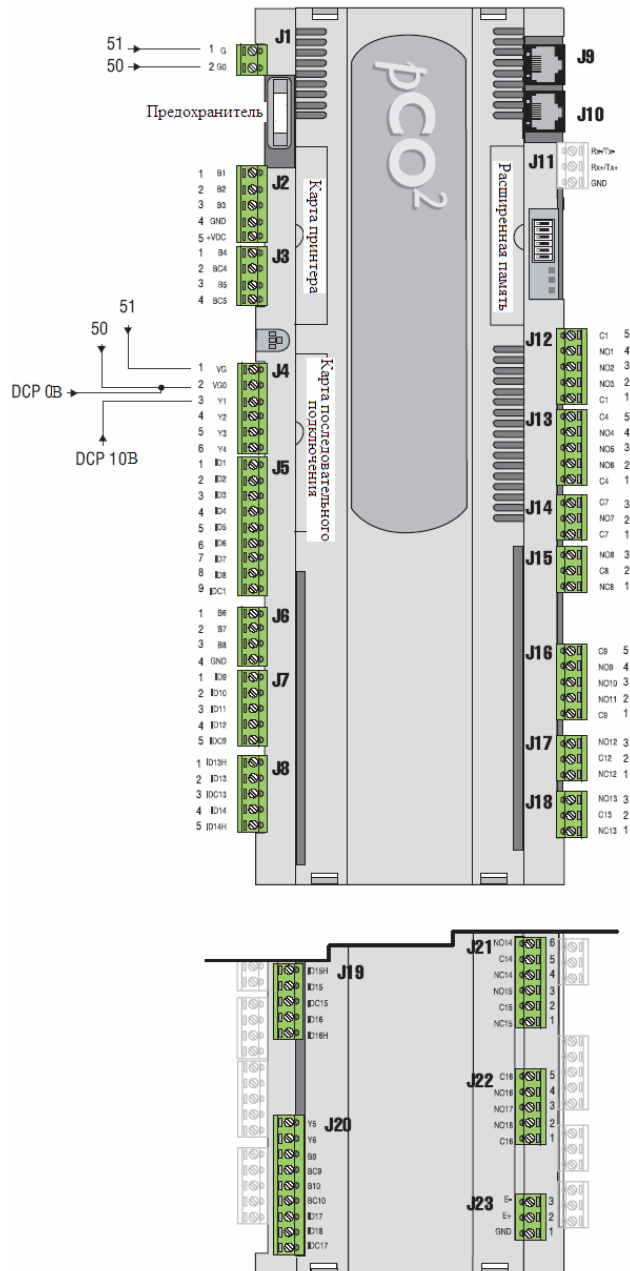 51
50
1 G
2 G0
J1
Предохранитель
1 B1
2 B2
3 B3
4 GND
5 +VDC
J2
1 B4
2 BC4
3 B5
4 BC5
J3
Карта принтера
pCO2
Расширенная память
J9
J10
J11
Rx-/Tx-
Rx+/Tx+
GND
51
50
DCP 0В
DCP 10В
1 VG
2 VG0
3 Y1
4 Y2
5 Y3
6 Y4
J4
Карта последовательного
подключения
1 ID1
2 ID2
3 ID3
4 ID4
5 ID5
6 ID6
7 ID7
8 ID8
9 IDC1
J5
1 B6
2 B7
3 B8
4 GND
J6
1 ID9
2 ID10
3 ID11
4 ID12
5 IDC9
J7
1 ID13H
2 ID13
3 IDC13
4 ID14
5 ID14H
J8
J12
C1 5
NO1 4
NO2 3
NO3 2
C1 1
J13
C4 5
NO4 4
NO5 3
NO6 2
C4 1
J14
C7 3
NO7 2
C7 1
J15
NO8 3
C8 2
NC8 1
J16
C9 5
NO9 4
NO10 3
NO11 2
C9 1
J17
NO12 3
C12 2
NC12 1
J18
NO13 3
C13 2
NC13 1
J19
ID15H
ID15
IDC15
ID16
ID16H
J20
Y5
Y6
B9
BC9
B10
BC10
ID17
ID18
IDC17
J21
NO14 6
C14 5
NC14 4
NO15 3
C15 2
NC15 1
J22
C16 5
NO16 4
NO17 3
NO18 2
C16 1
J23
E- 3
E+ 2
GND 1